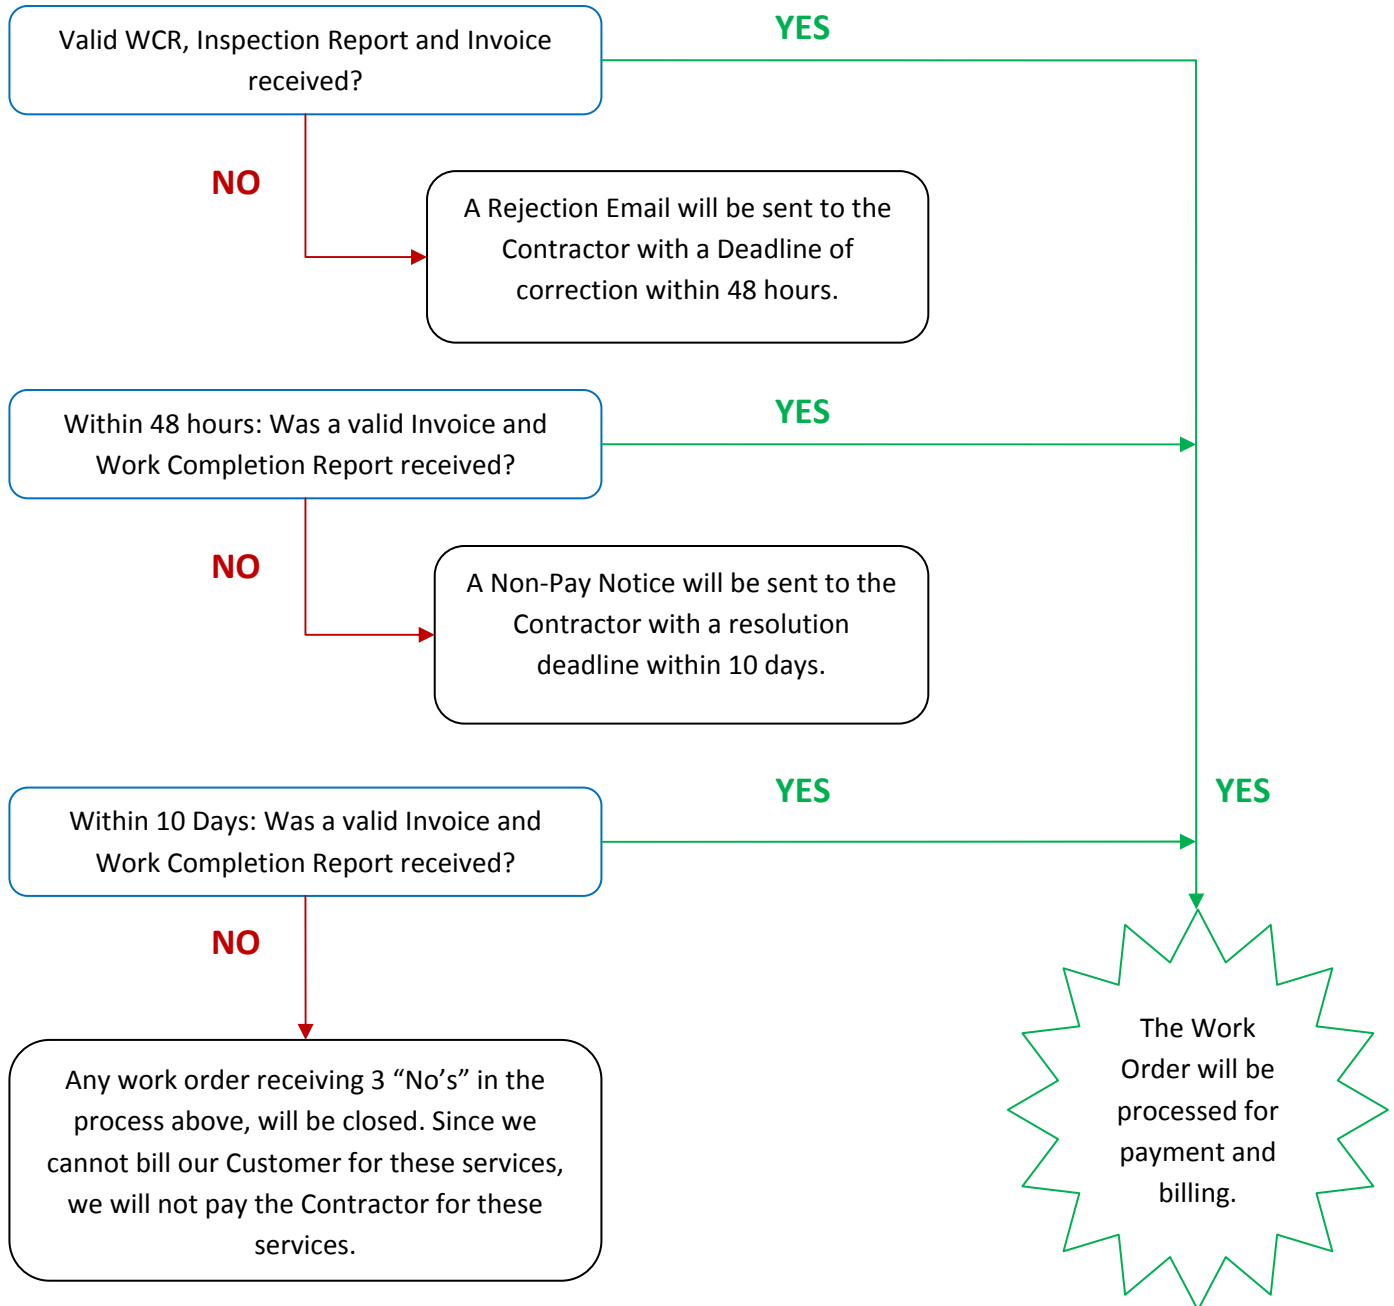 YES
Valid WCR, Inspection Report and Invoice
received?
NO
A Rejection Email will be sent to the
Contractor with a Deadline of
correction within 48 hours.
YES
Within 48 hours: Was a valid Invoice and
Work Completion Report received?
NO
A Non-Pay Notice will be sent to the
Contractor with a resolution
deadline within 10 days.
YES
YES
Within 10 Days: Was a valid Invoice and
Work Completion Report received?
NO
Any work order receiving 3 “No’s” in the
process above, will be closed. Since we
cannot bill our Customer for these services,
we will not pay the Contractor for these
services.
The Work
Order will be
processed for
payment and
billing.